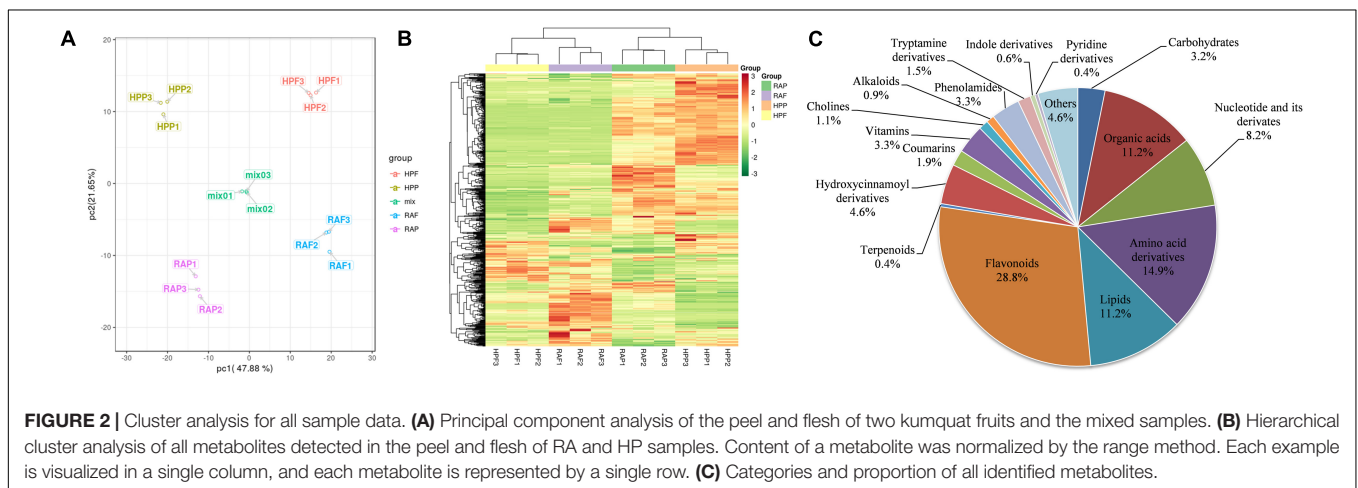 A
20
10
0
-10
-20
-30
-20
-10
0
10
20
30
pc2(21.65%)
pc1( 47.88 %)
HPP3
HPP2
HPP1
HPF3
HPF1
HPF2
mix03
mix01
mix02
RAF3
RAF2
RAF1
RAP1
RAP3
RAP2
group
HPF
HPP
mix
RAF
RAP
B
Group
3
2
1
0
-1
-2
-3
Group
RAP
RAF
HPP
HPF
HPF3
HPF1
HPF2
RAF1
RAF2
RAF3
RAP1
RAP2
RAP3
HPP3
HPP1
HPP2
C
Carbohydrates
3.2%
Organic acids
11.2%
Nucleotide and its
derivates
8.2%
Amino acid
derivatives
14.9%
Lipids
11.2%
Flavonoids
28.8%
Terpenoids
0.4%
Hydroxycinnamoyl
derivatives
4.6%
Coumarins
1.9%
Vitamins
3.3%
Cholines
1.1%
Alkaloids
0.9%
Phenolamides
3.3%
Tryptamine
derivatives
1.5%
Indole derivatives
0.6%
Pyridine
derivatives
0.4%
Others
4.6%
FIGURE 2 | Cluster analysis for all sample data. (A) Principal component analysis of the peel and flesh of two kumquat fruits and the mixed samples. (B) Hierarchical
cluster analysis of all metabolites detected in the peel and flesh of RA and HP samples. Content of a metabolite was normalized by the range method. Each example
is visualized in a single column, and each metabolite is represented by a single row. (C) Categories and proportion of all identified metabolites.